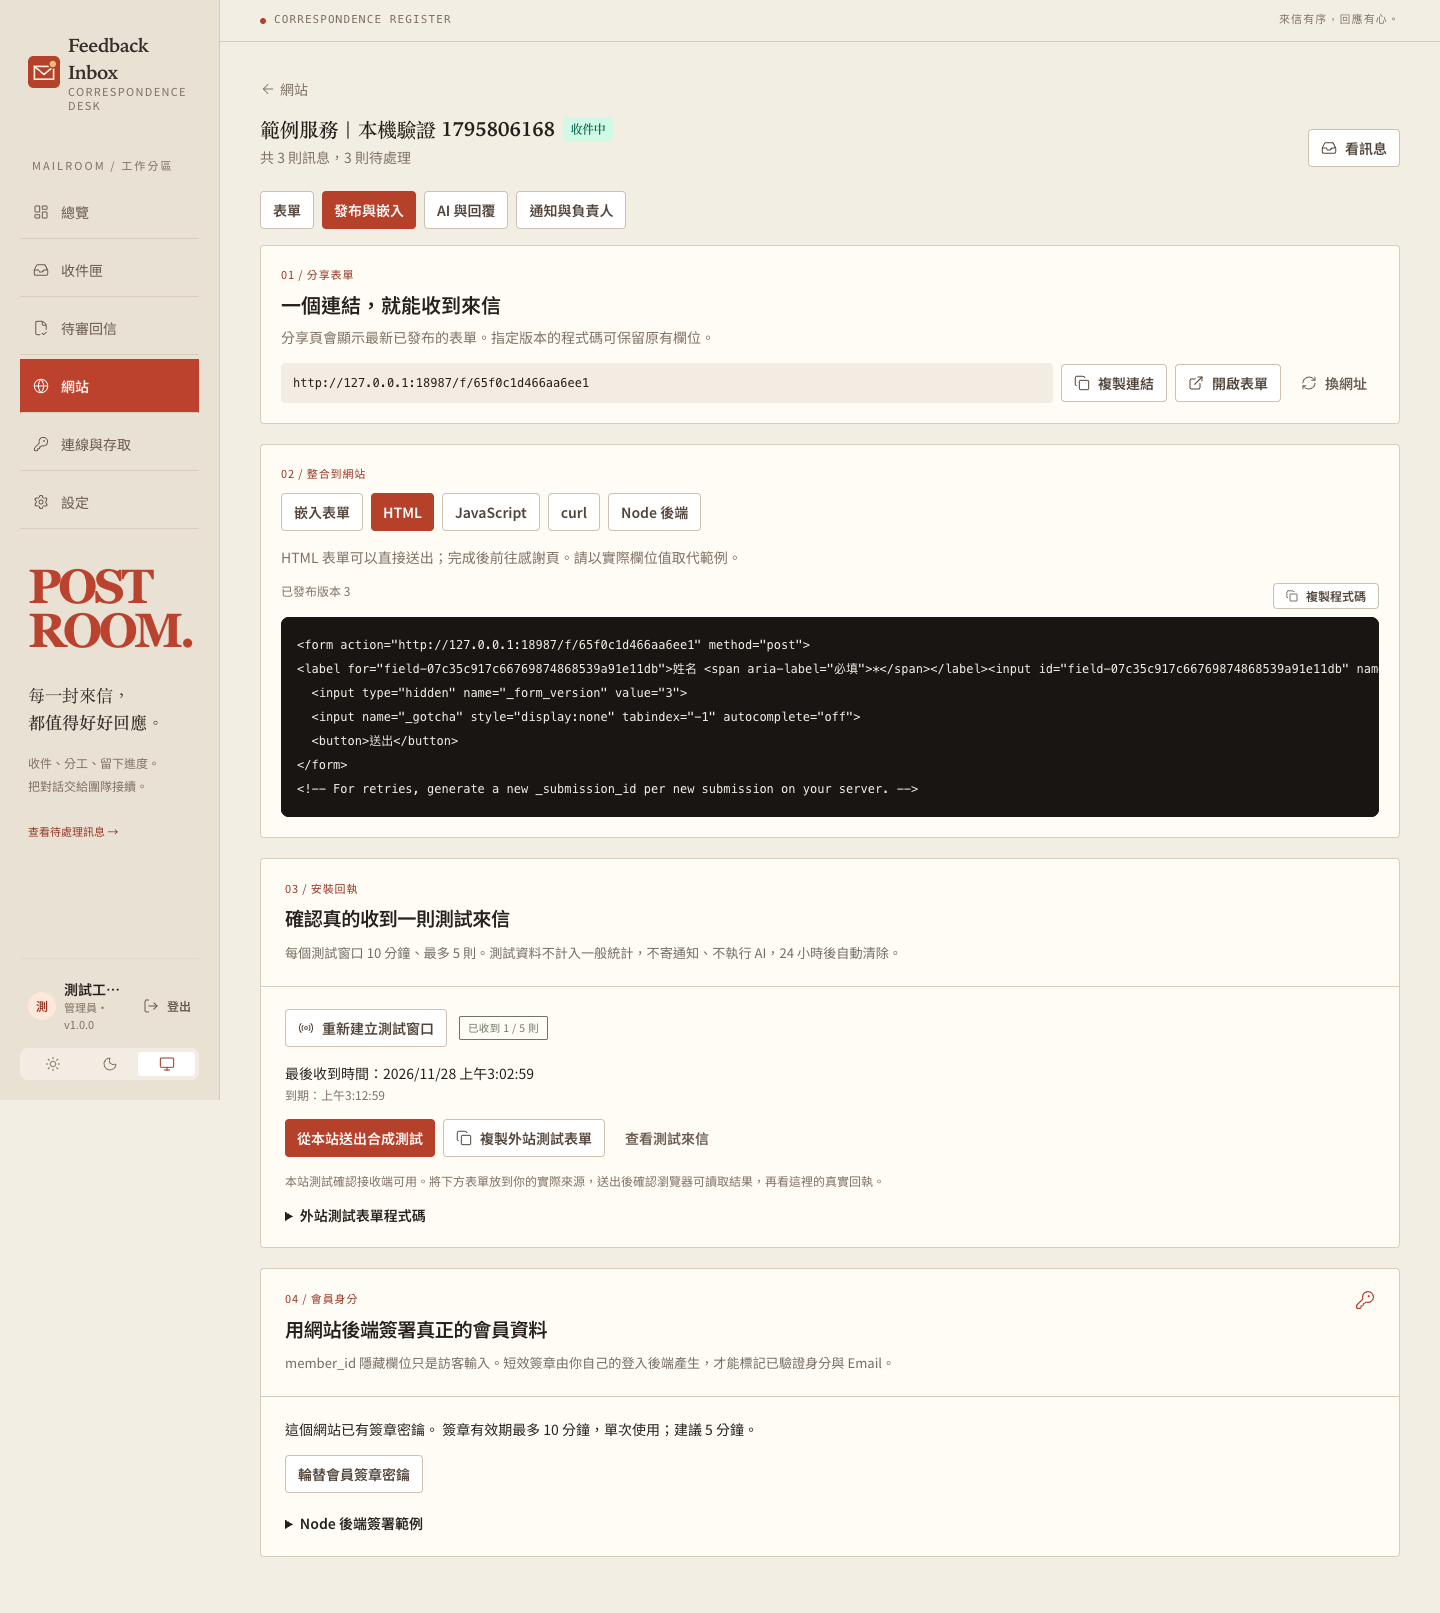 Feedback
Inbox
CORRESPONDENCE
DESK
MAILROOM / 工作分區
總覽
收件匣
待審回信
網站
連線與存取
設定
POST
ROOM.
每一封來信，
都值得好好回應。
收件、分工、留下進度。
把對話交給團隊接續。
查看待處理訊息 →
測
測試工…
管理員・
v1.0.0
登出
CORRESPONDENCE REGISTER
來信有序，回應有心。
← 網站
範例服務｜本機驗證 1795806168 收件中
共 3 則訊息，3 則待處理
看訊息
表單 發布與嵌入 AI 與回覆 通知與負責人
01 / 分享表單
一個連結，就能收到來信
分享頁會顯示最新已發布的表單。指定版本的程式碼可保留原有欄位。
http://127.0.0.1:18987/f/65f0c1d466aa6ee1 複製連結 開啟表單 換網址
02 / 整合到網站
嵌入表單 HTML JavaScript curl Node 後端
HTML 表單可以直接送出；完成後前往感謝頁。請以實際欄位值取代範例。
已發布版本 3
複製程式碼
<form action="http://127.0.0.1:18987/f/65f0c1d466aa6ee1" method="post">
<label for="field-07c35c917c66769874868539a91e11db">姓名 <span aria-label="必填">*</span></label><input id="field-07c35c917c66769874868539a91e11db" nam
<input type="hidden" name="_form_version" value="3">
<input name="_gotcha" style="display:none" tabindex="-1" autocomplete="off">
<button>送出</button>
</form>
<!-- For retries, generate a new _submission_id per new submission on your server. -->
03 / 安裝回執
確認真的收到一則測試來信
每個測試窗口 10 分鐘、最多 5 則。測試資料不計入一般統計，不寄通知、不執行 AI，24 小時後自動清除。
重新建立測試窗口 已收到 1 / 5 則
最後收到時間：2026/11/28 上午3:02:59
到期：上午3:12:59
從本站送出合成測試 複製外站測試表單 查看測試來信
本站測試確認接收端可用。將下方表單放到你的實際來源，送出後確認瀏覽器可讀取結果，再看這裡的真實回執。
▶ 外站測試表單程式碼
04 / 會員身分
用網站後端簽署真正的會員資料
member_id 隱藏欄位只是訪客輸入。短效簽章由你自己的登入後端產生，才能標記已驗證身分與 Email。
這個網站已有簽章密鑰。 簽章有效期最多 10 分鐘，單次使用；建議 5 分鐘。
輪替會員簽章密鑰
▶ Node 後端簽署範例